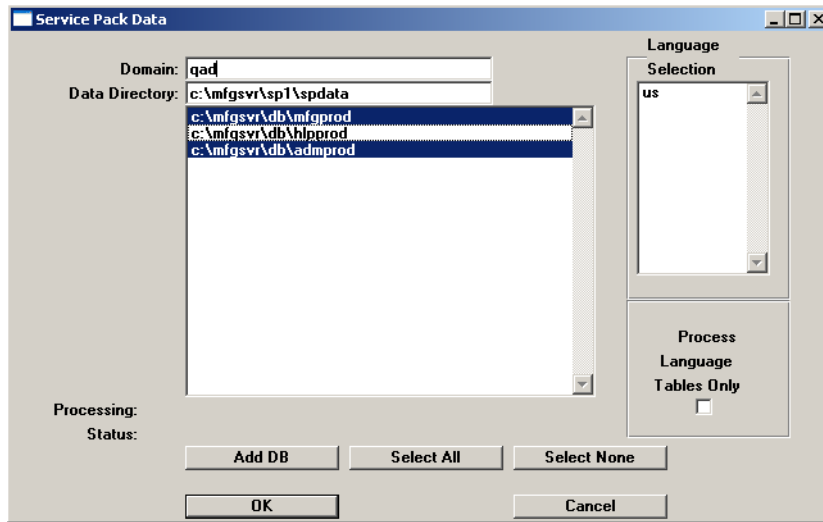 Service Pack Data
Domain: qad
Data Directory: c:\mfgsvr\sp1\spdata
c:\mfgsvr\db\mfgprod
c:\mfgsvr\db\hlpprod
c:\mfgsvr\db\admprod
Language
Selection
us
Process
Language
Tables Only
Processing:
Status:
Add DB Select All Select None
OK Cancel